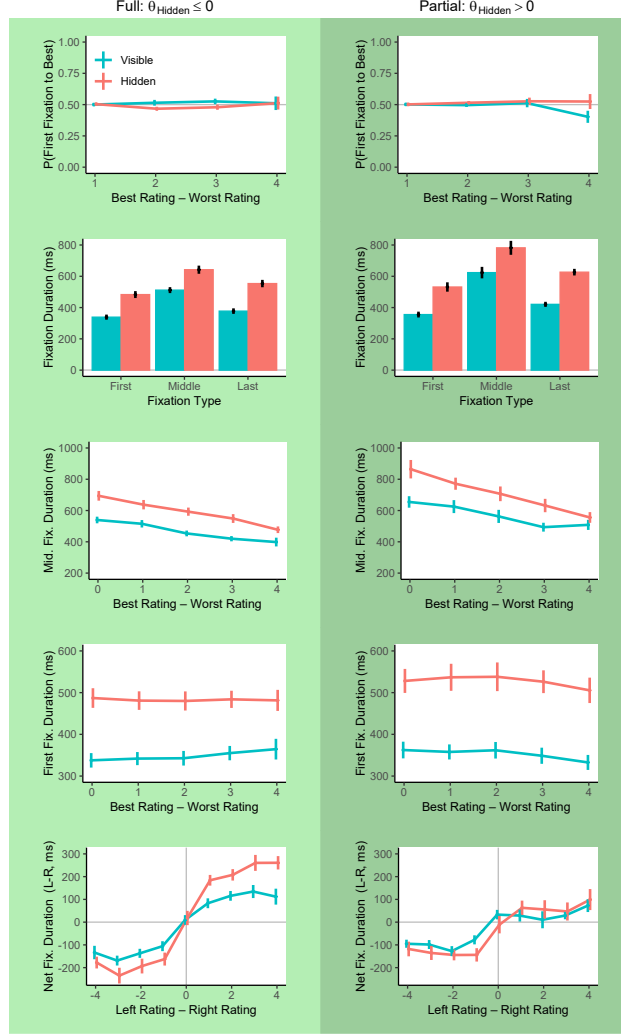 Full: θHidden ≤ 0
Partial: θHidden > 0
P(First Fixation to Best)
1.00
0.75
0.50
0.25
0.00
Visible
Hidden
1 2 3 4
Best Rating – Worst Rating
P(First Fixation to Best)
1.00
0.75
0.50
0.25
0.00
1 2 3 4
Best Rating – Worst Rating
Fixation Duration (ms)
800
600
400
200
0
First Middle Last
Fixation Type
Fixation Duration (ms)
800
600
400
200
0
First Middle Last
Fixation Type
Mid. Fix. Duration (ms)
1000
800
600
400
200
0 1 2 3 4
Best Rating – Worst Rating
Mid. Fix. Duration (ms)
1000
800
600
400
200
0 1 2 3 4
Best Rating – Worst Rating
First Fix. Duration (ms)
600
500
400
300
0 1 2 3 4
Best Rating – Worst Rating
First Fix. Duration (ms)
600
500
400
300
0 1 2 3 4
Best Rating – Worst Rating
Net Fix. Duration (L-R, ms)
300
200
100
0
-100
-200
-4 -2 0 2 4
Left Rating – Right Rating
Net Fix. Duration (L-R, ms)
300
200
100
0
-100
-200
-4 -2 0 2 4
Left Rating – Right Rating